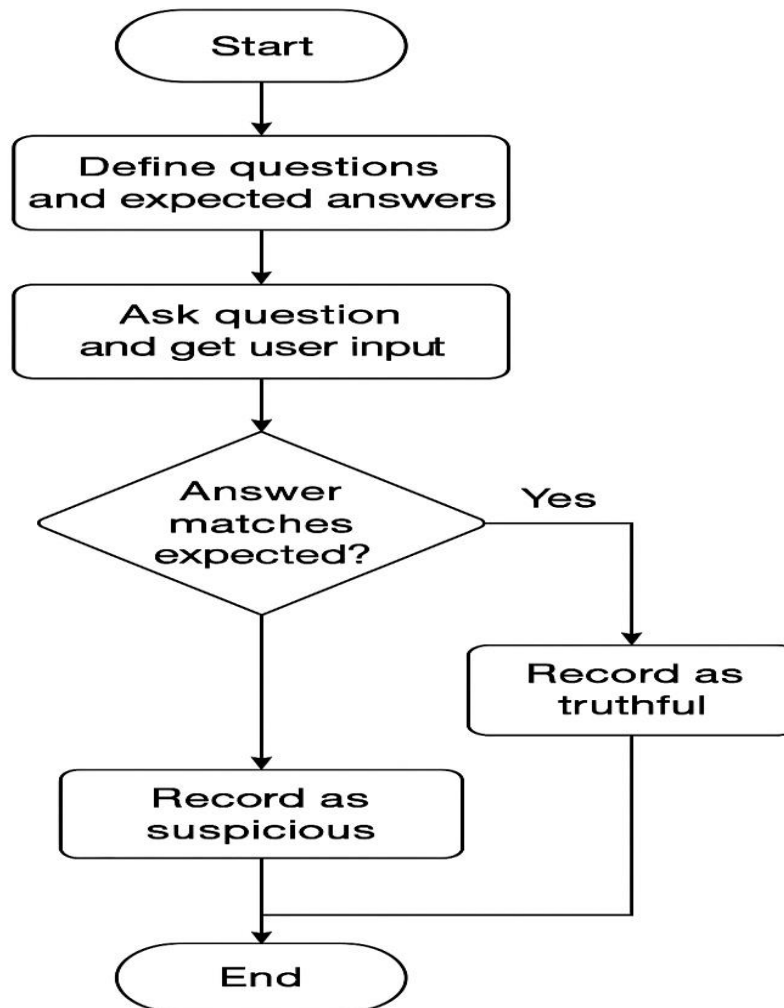 Start
Define questions
and expected answers
Ask question
and get user input
Answer
matches
expected?
Yes
Record as
truthful
Record as
suspicious
End